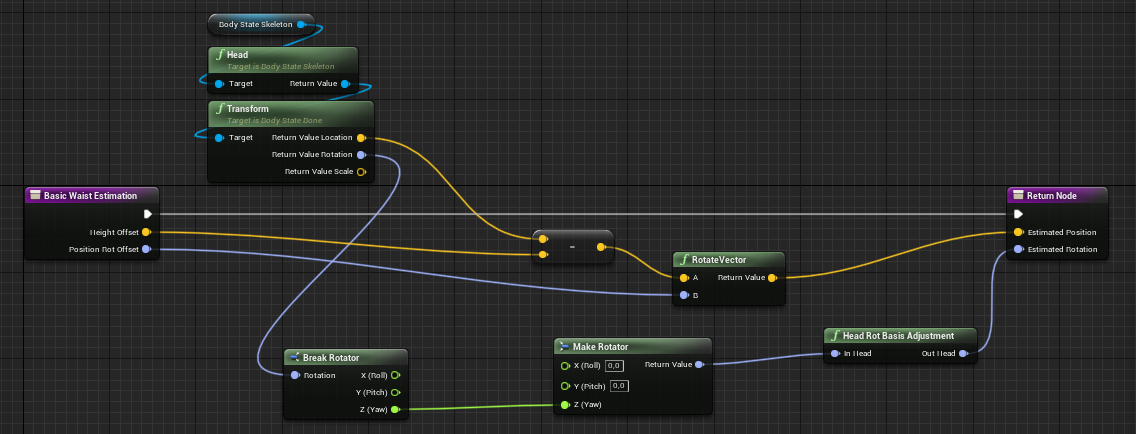 Body State Skeleton
Head
Target is Body State Skeleton
Target Return Value
Transform
Target is Body State Bone
Target Return Value Location
Return Value Rotation
Return Value Scale
Basic Waist Estimation
Height Offset
Position Rot Offset
-
RotateVector
A Return Value
B
Return Node
Estimated Position
Estimated Rotation
Break Rotator
Rotation X (Roll)
Y (Pitch)
Z (Yaw)
Make Rotator
X (Roll) 0,0 Return Value
Y (Pitch) 0,0
Z (Yaw)
Head Rot Basis Adjustment
In Head Out Head